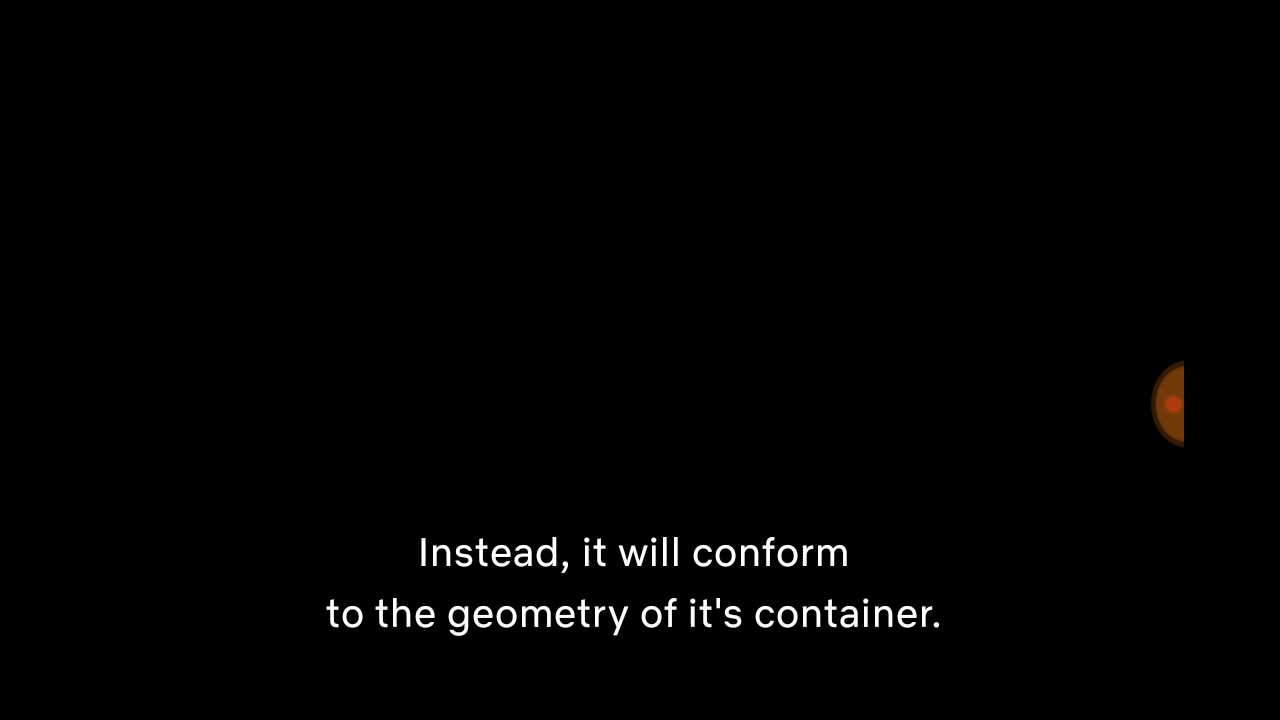 Instead, it will conform
to the geometry of it's container.